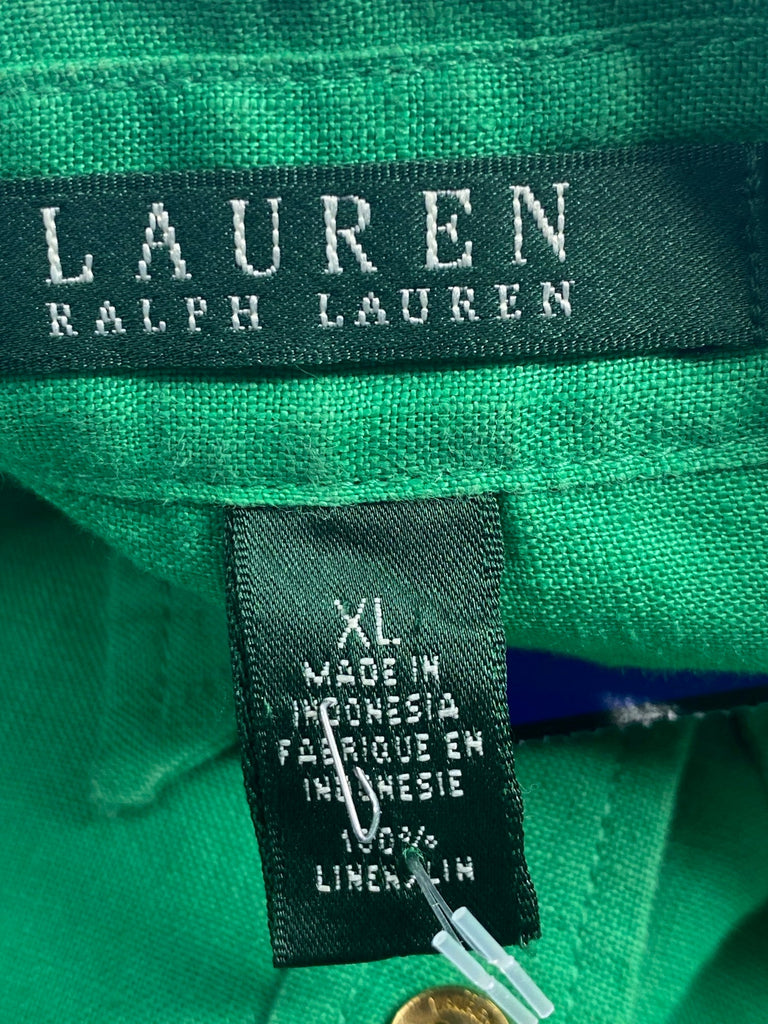 LAUREN
RALPH LAUREN
XL
MADE IN
INDONESIA
FABRIQUE EN
INDONESIE
100%
LINEN/LIN